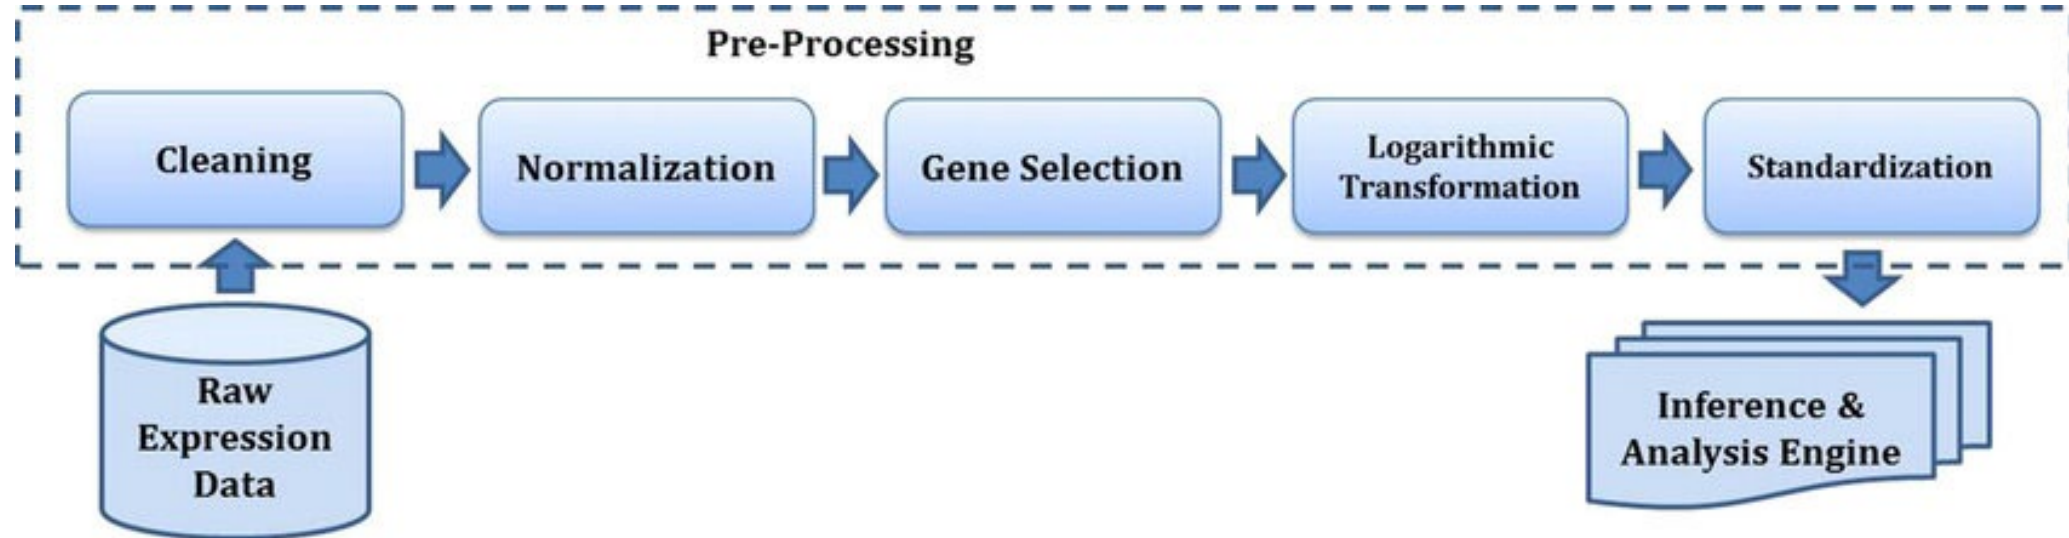 Pre-Processing
Cleaning
Normalization
Gene Selection
Logarithmic
Transformation
Standardization
Raw
Expression
Data
Inference &
Analysis Engine